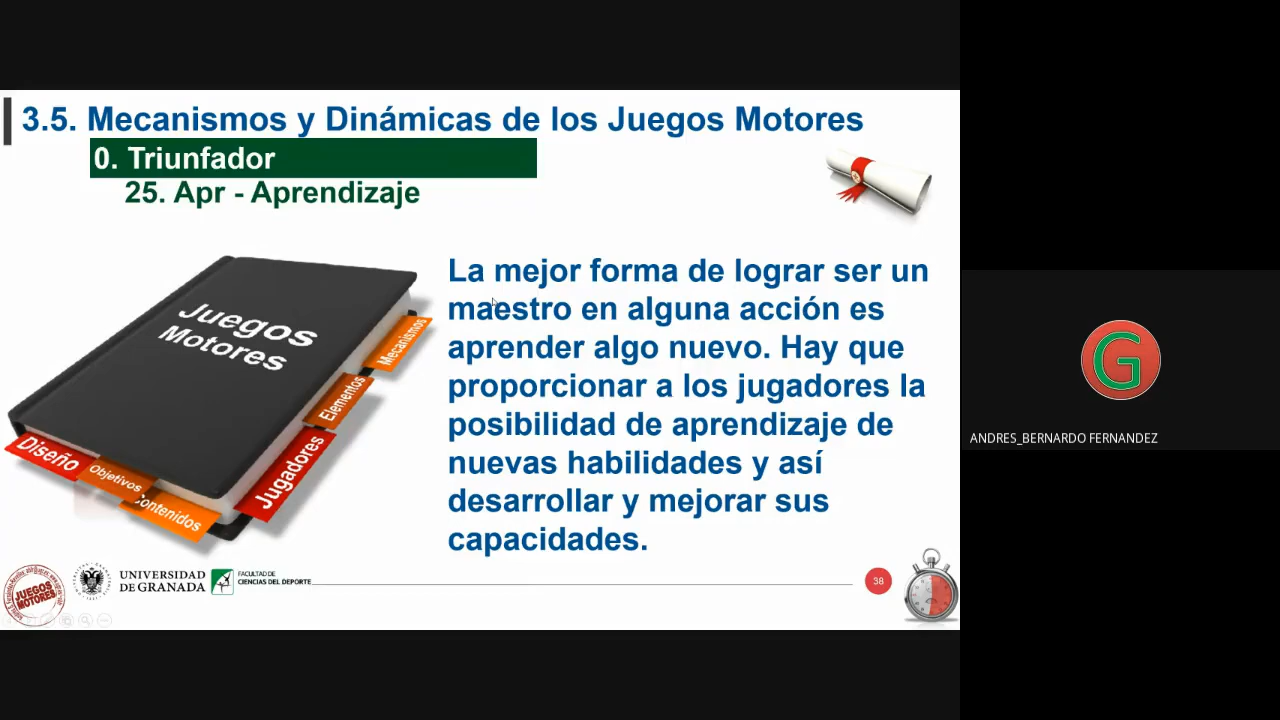 3.5. Mecanismos y Dinámicas de los Juegos Motores
0. Triunfador
25. Apr - Aprendizaje
La mejor forma de lograr ser un
maestro en alguna acción es
aprender algo nuevo. Hay que
proporcionar a los jugadores la
posibilidad de aprendizaje de
nuevas habilidades y así
desarrollar y mejorar sus
capacidades.
Juegos
Motores
Mecanismos
Elementos
Jugadores
Diseño
Objetivos
Contenidos
JUEGOS
MOTORES
UNIVERSIDAD
DE GRANADA
FACULTAD DE
CIENCIAS DEL DEPORTE
38
G
ANDRES_BERNARDO FERNANDEZ